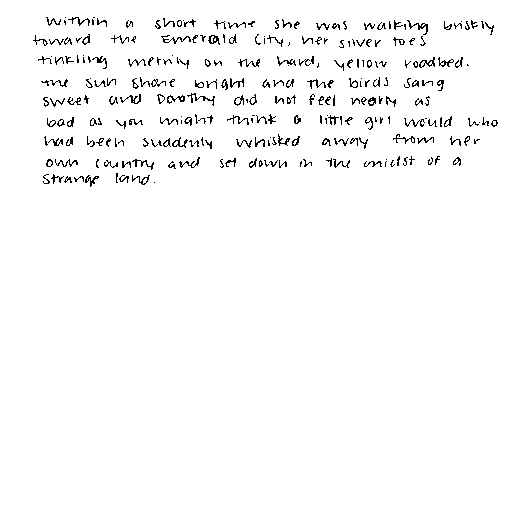 Within a short time she was walking briskly
toward the Emerald City, her silver toes
tinkling merrily on the hard, yellow roadbed.
The sun shone bright and the birds sang
sweet and Dorothy did not feel nearly as
bad as you might think a little girl would who
had been suddenly whisked away from her
own country and set down in the midst of a
strange land.